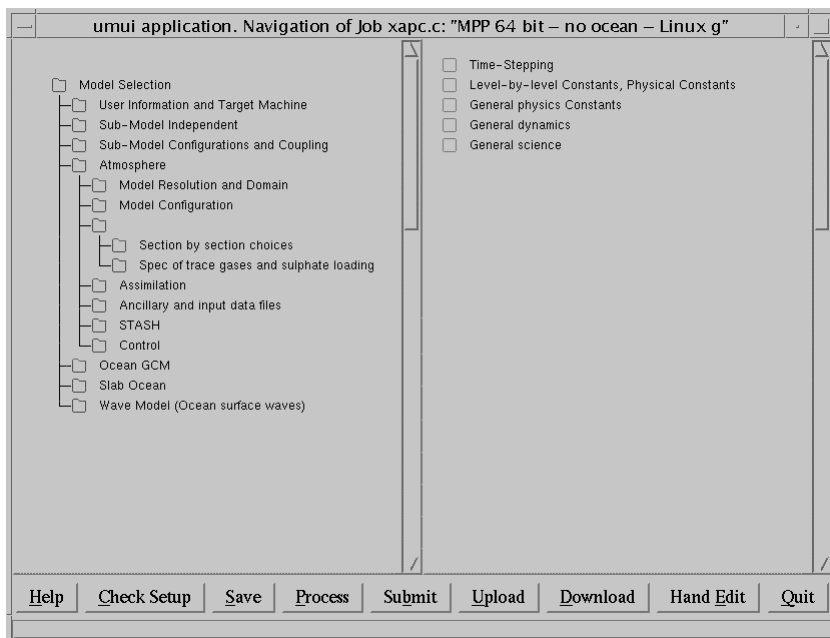 umui application. Navigation of Job xapc.c: "MPP 64 bit – no ocean – Linux g"
Model Selection
User Information and Target Machine
Sub-Model Independent
Sub-Model Configurations and Coupling
Atmosphere
Model Resolution and Domain
Model Configuration
Section by section choices
Spec of trace gases and sulphate loading
Assimilation
Ancillary and input data files
STASH
Control
Ocean GCM
Slab Ocean
Wave Model (Ocean surface waves)
Time-Stepping
Level-by-level Constants, Physical Constants
General physics Constants
General dynamics
General science
Help Check Setup Save Process Submit Upload Download Hand Edit Quit